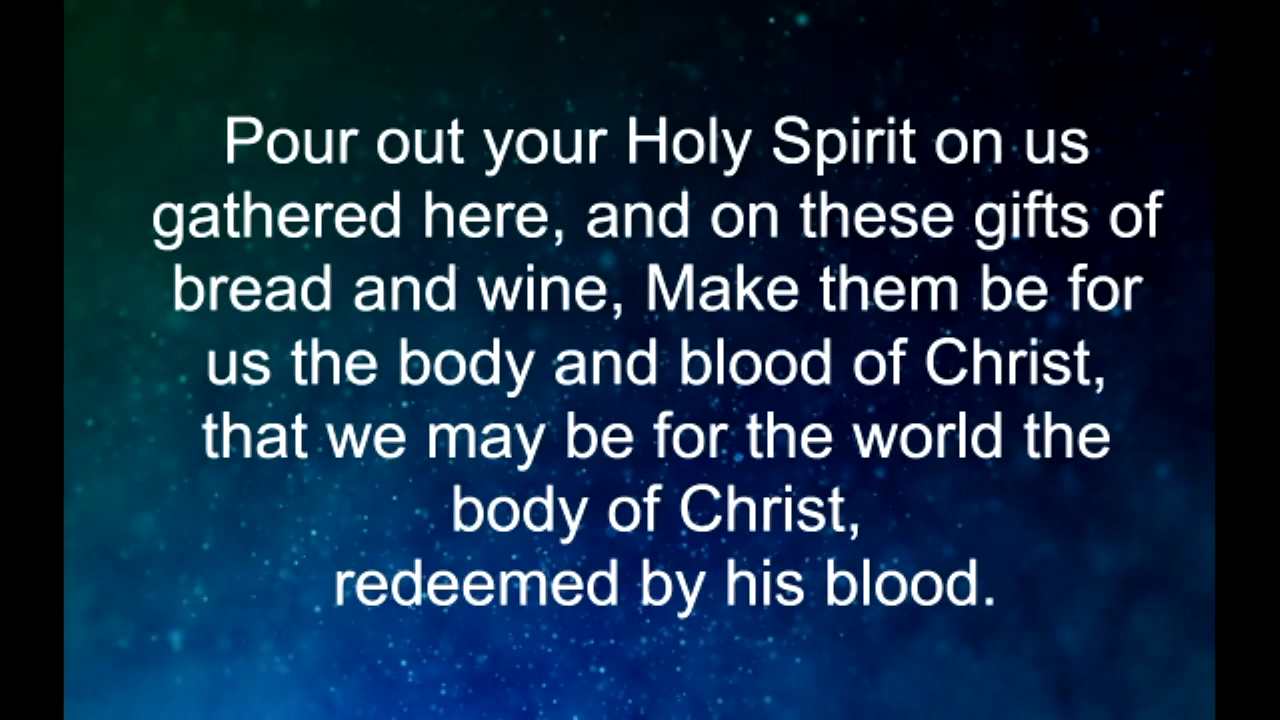 Pour out your Holy Spirit on us
gathered here, and on these gifts of
bread and wine, Make them be for
us the body and blood of Christ,
that we may be for the world the
body of Christ,
redeemed by his blood.